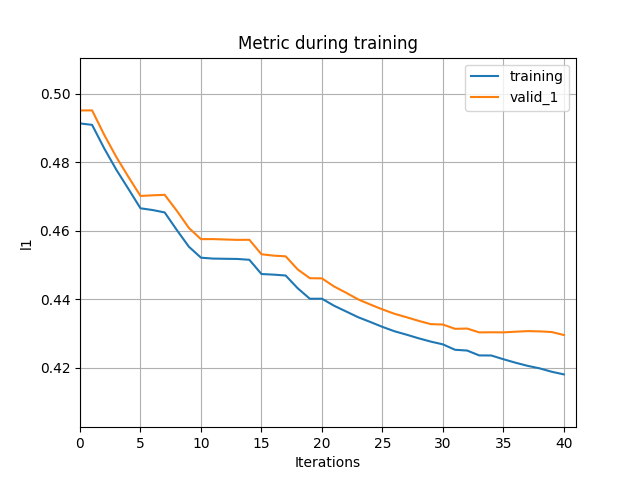 Metric during training
training
valid_1
0.50
0.48
0.46
0.44
0.42
l1
0 5 10 15 20 25 30 35 40
Iterations